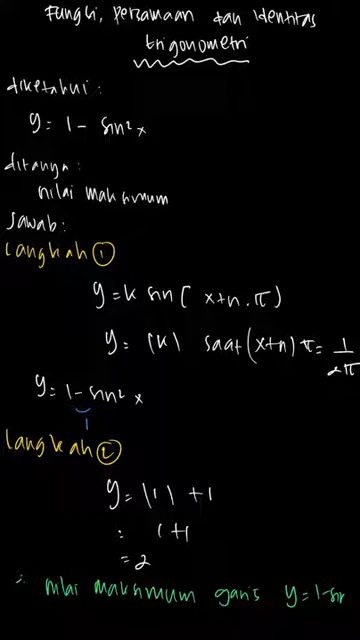 Fungsi, persamaan dan Identitas
trigonometri
diketahui:
y = 1 - sin² x
ditanya:
nilai maksimum
Jawab:
Langkah ①
y = k sin ( x+n . π)
y = |k| saat (x+n) π = 1/2π
y = 1 - sin² x
1
Langkah ②
y = |1| + 1
= 1+1
= 2
∴ nilai maksimum garis y = 1 - sin